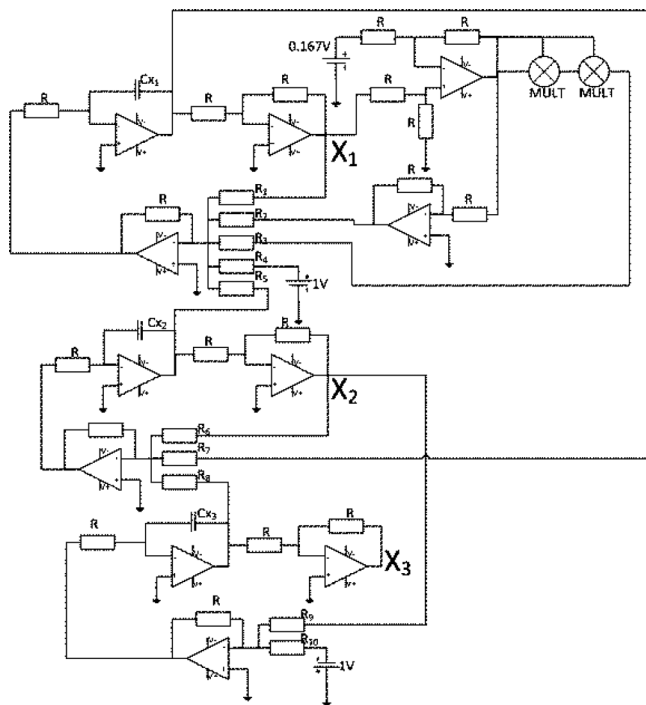 R
R
0.167V
Cx1
V-
V+
MULT
MULT
R
R
R
V-
V+
R
R
X1
R1
R
R
V-
V+
R2
R
R3
V-
V+
R4
1V
R5
Cx2
R
R
R
V-
V+
V-
V+
X2
R6
R7
V-
V+
R8
Cx3
R
R
R
V-
V+
V-
V+
X3
R
R9
V-
V+
R10
1V